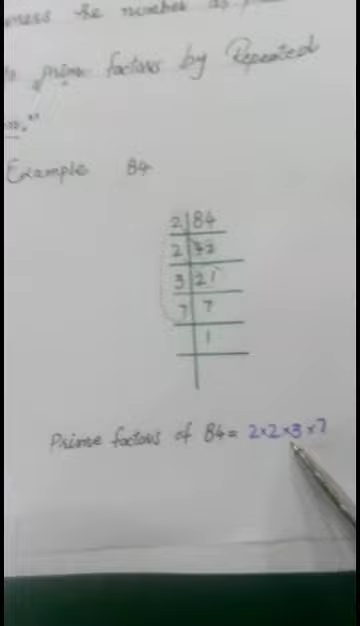 the number as
prime factors by Repeated
Example 84
2 | 84
2 | 42
3 | 21
7 | 7
1
Prime factors of 84 = 2×2×3×7